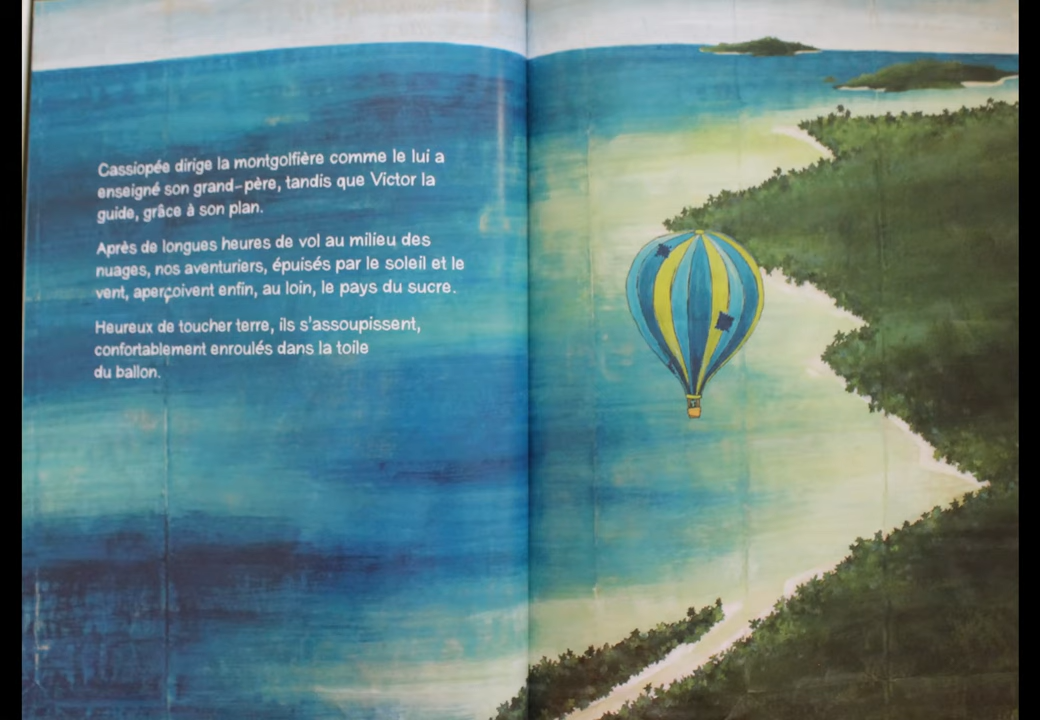 Cassiopée dirige la montgolfière comme le lui a
enseigné son grand-père, tandis que Victor la
guide, grâce à son plan.
Après de longues heures de vol au milieu des
nuages, nos aventuriers, épuisés par le soleil et le
vent, aperçoivent enfin, au loin, le pays du sucre.
Heureux de toucher terre, ils s'assoupissent,
confortablement enroulés dans la toile
du ballon.